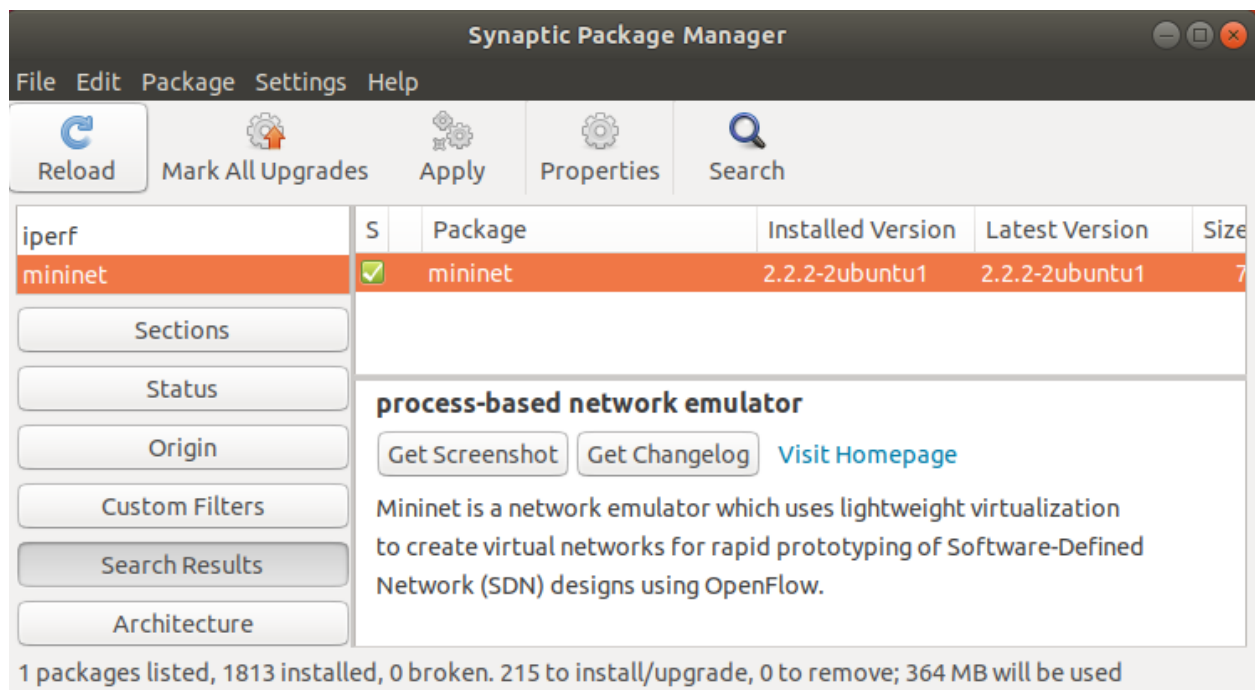 Synaptic Package Manager
File Edit Package Settings Help
Reload Mark All Upgrades Apply Properties Search
iperf
mininet
Sections
Status
Origin
Custom Filters
Search Results
Architecture
S Package Installed Version Latest Version Size
mininet 2.2.2-2ubuntu1 2.2.2-2ubuntu1 7
process-based network emulator
Get Screenshot Get Changelog Visit Homepage
Mininet is a network emulator which uses lightweight virtualization
to create virtual networks for rapid prototyping of Software-Defined
Network (SDN) designs using OpenFlow.
1 packages listed, 1813 installed, 0 broken. 215 to install/upgrade, 0 to remove; 364 MB will be used